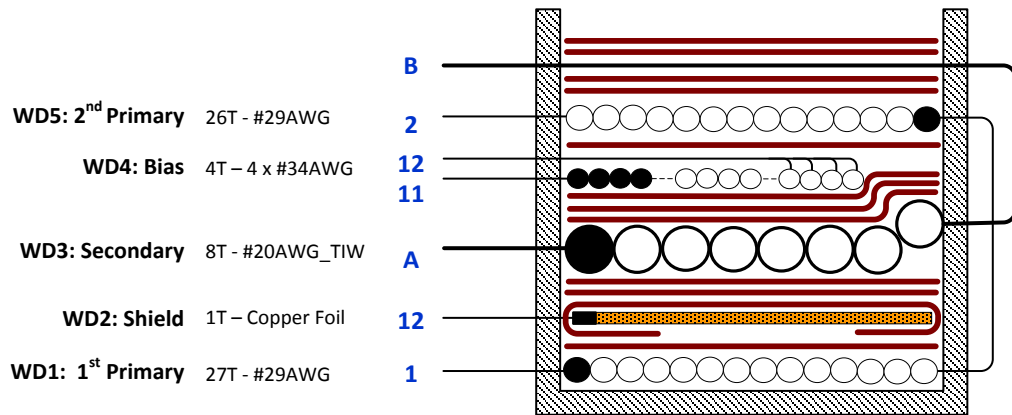 B
WD5: 2nd Primary 26T - #29AWG 2
12
WD4: Bias 4T – 4 x #34AWG
11
WD3: Secondary 8T - #20AWG_TIW A
WD2: Shield 1T – Copper Foil 12
WD1: 1st Primary 27T - #29AWG 1